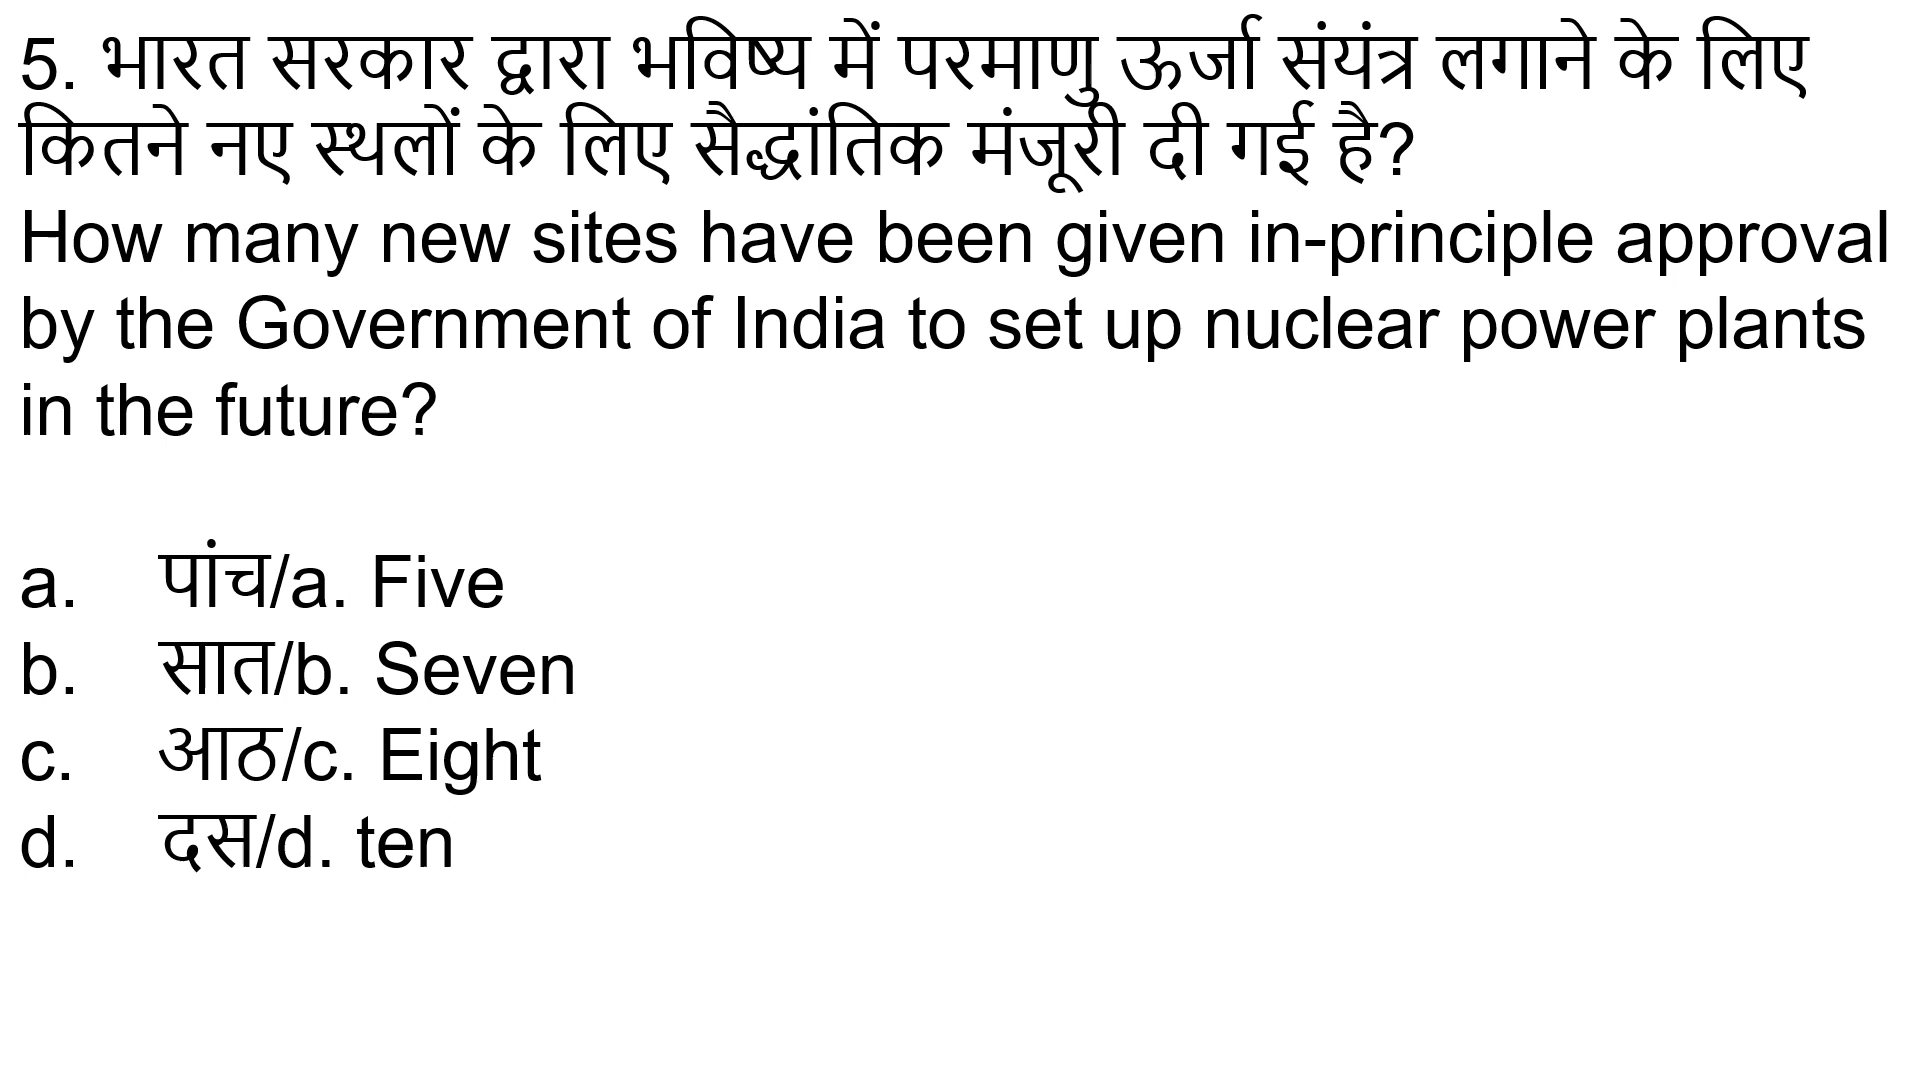 5. भारत सरकार द्वारा भविष्य में परमाणु ऊर्जा संयंत्र लगाने के लिए
कितने नए स्थलों के लिए सैद्धांतिक मंजूरी दी गई है?
How many new sites have been given in-principle approval
by the Government of India to set up nuclear power plants
in the future?
a. पांच/a. Five
b. सात/b. Seven
c. आठ/c. Eight
d. दस/d. ten